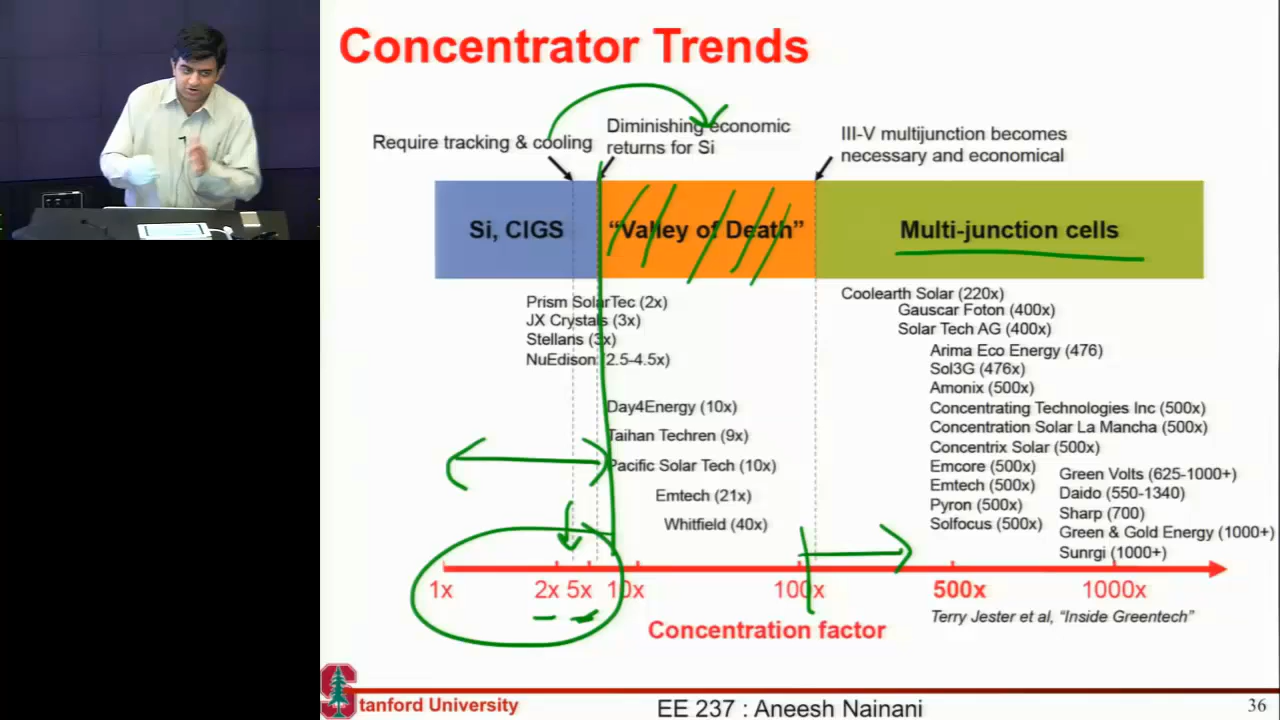 Concentrator Trends
Require tracking & cooling
Diminishing economic
returns for Si
III-V multijunction becomes
necessary and economical
Si, CIGS
"Valley of Death"
Multi-junction cells
Prism SolarTec (2x)
JX Crystals (3x)
Stellaris (3x)
NuEdison (2.5-4.5x)
Day4Energy (10x)
Taihan Techren (9x)
Pacific Solar Tech (10x)
Emtech (21x)
Whitfield (40x)
Coolearth Solar (220x)
Gauscar Foton (400x)
Solar Tech AG (400x)
Arima Eco Energy (476)
Sol3G (476x)
Amonix (500x)
Concentrating Technologies Inc (500x)
Concentration Solar La Mancha (500x)
Concentrix Solar (500x)
Emcore (500x)
Emtech (500x)
Pyron (500x)
Solfocus (500x)
Green Volts (625-1000+)
Daido (550-1340)
Sharp (700)
Green & Gold Energy (1000+)
Sunrgi (1000+)
1x 2x 5x 10x 100x 500x 1000x
Concentration factor
Terry Jester et al, "Inside Greentech"
Stanford University
EE 237 : Aneesh Nainani
36